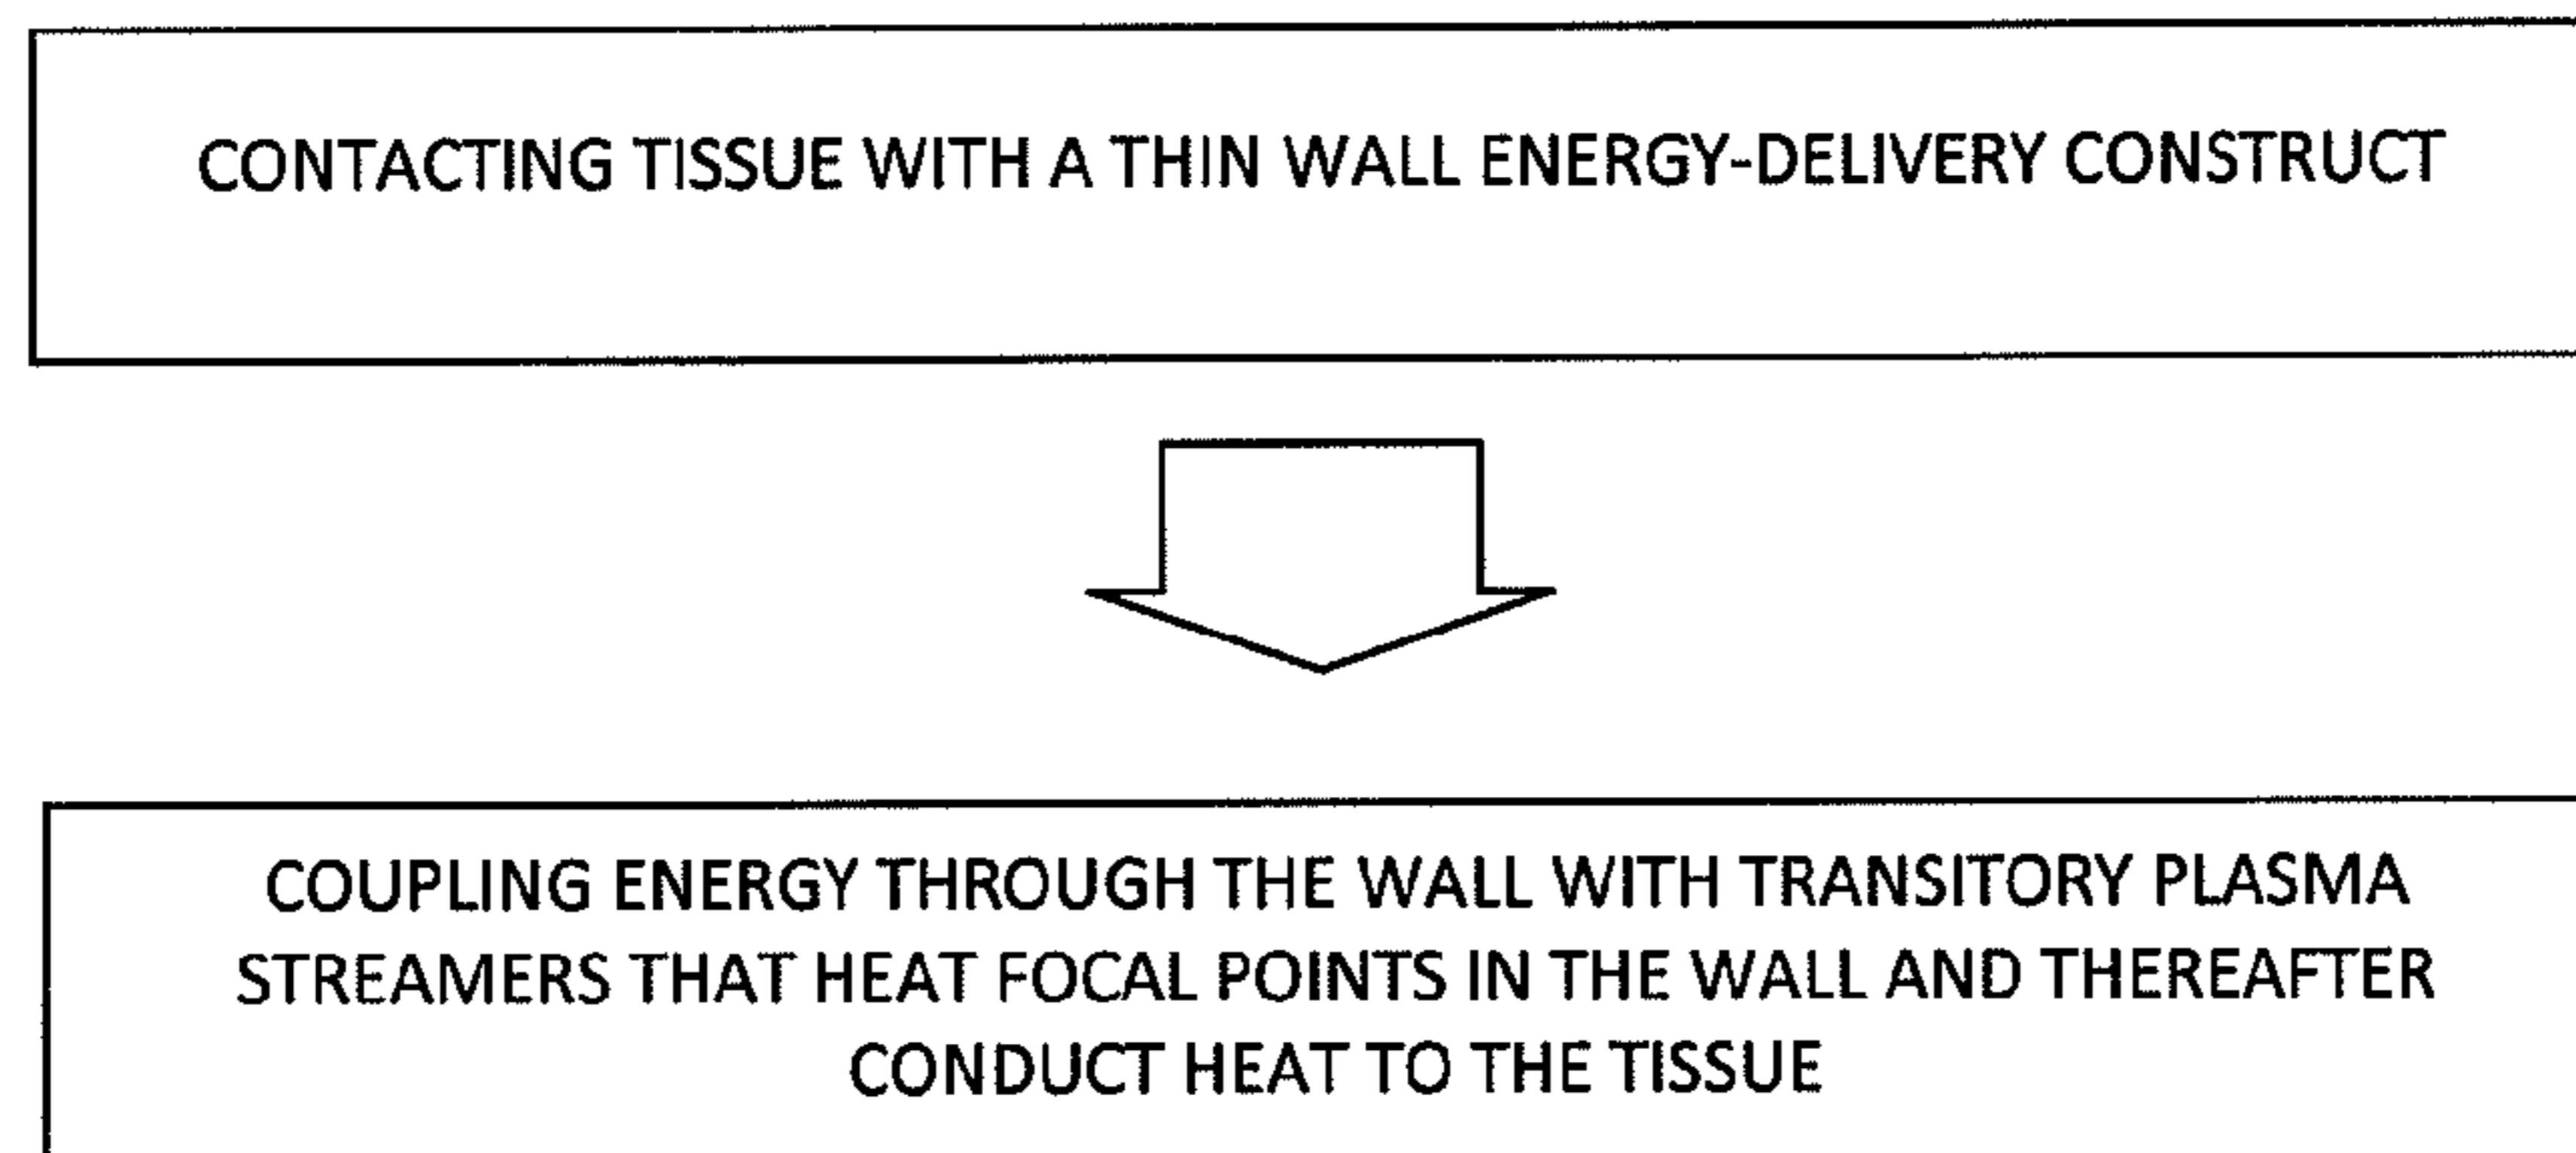 CONTACTING TISSUE WITH A THIN WALL ENERGY-DELIVERY CONSTRUCT
COUPLING ENERGY THROUGH THE WALL WITH TRANSITORY PLASMA
STREAMERS THAT HEAT FOCAL POINTS IN THE WALL AND THEREAFTER
CONDUCT HEAT TO THE TISSUE